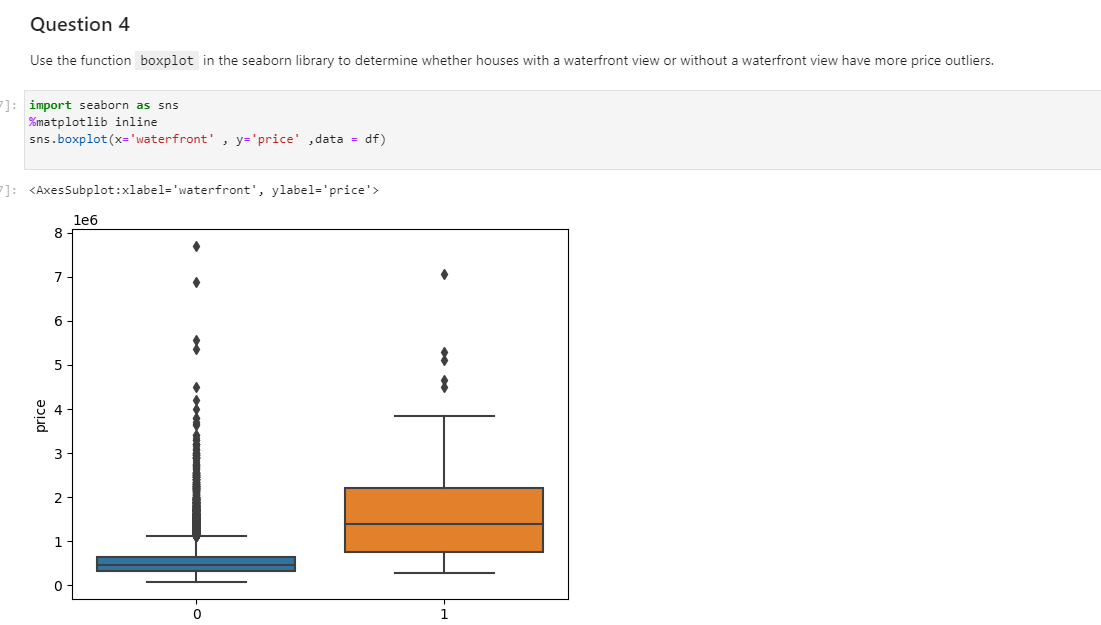 Question 4
Use the function boxplot in the seaborn library to determine whether houses with a waterfront view or without a waterfront view have more price outliers.
7]: import seaborn as sns
%matplotlib inline
sns.boxplot(x='waterfront' , y='price' ,data = df)
7]: <AxesSubplot:xlabel='waterfront', ylabel='price'>
1e6
8
7
6
5
4
3
2
1
0
price
0 1